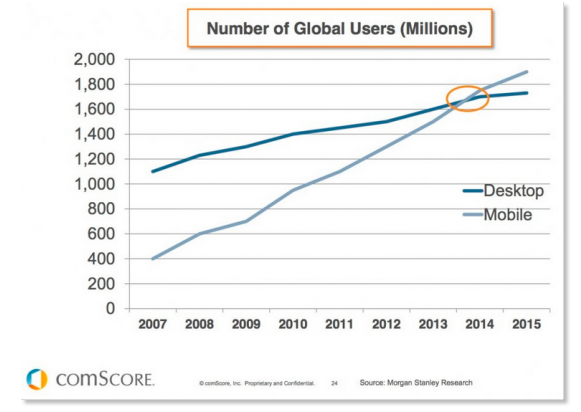 Number of Global Users (Millions)
2,000
1,800
1,600
1,400
1,200
1,000
800
600
400
200
0
Desktop
Mobile
2007 2008 2009 2010 2011 2012 2013 2014 2015
comScore.
© comScore, Inc. Proprietary and Confidential. 24 Source: Morgan Stanley Research